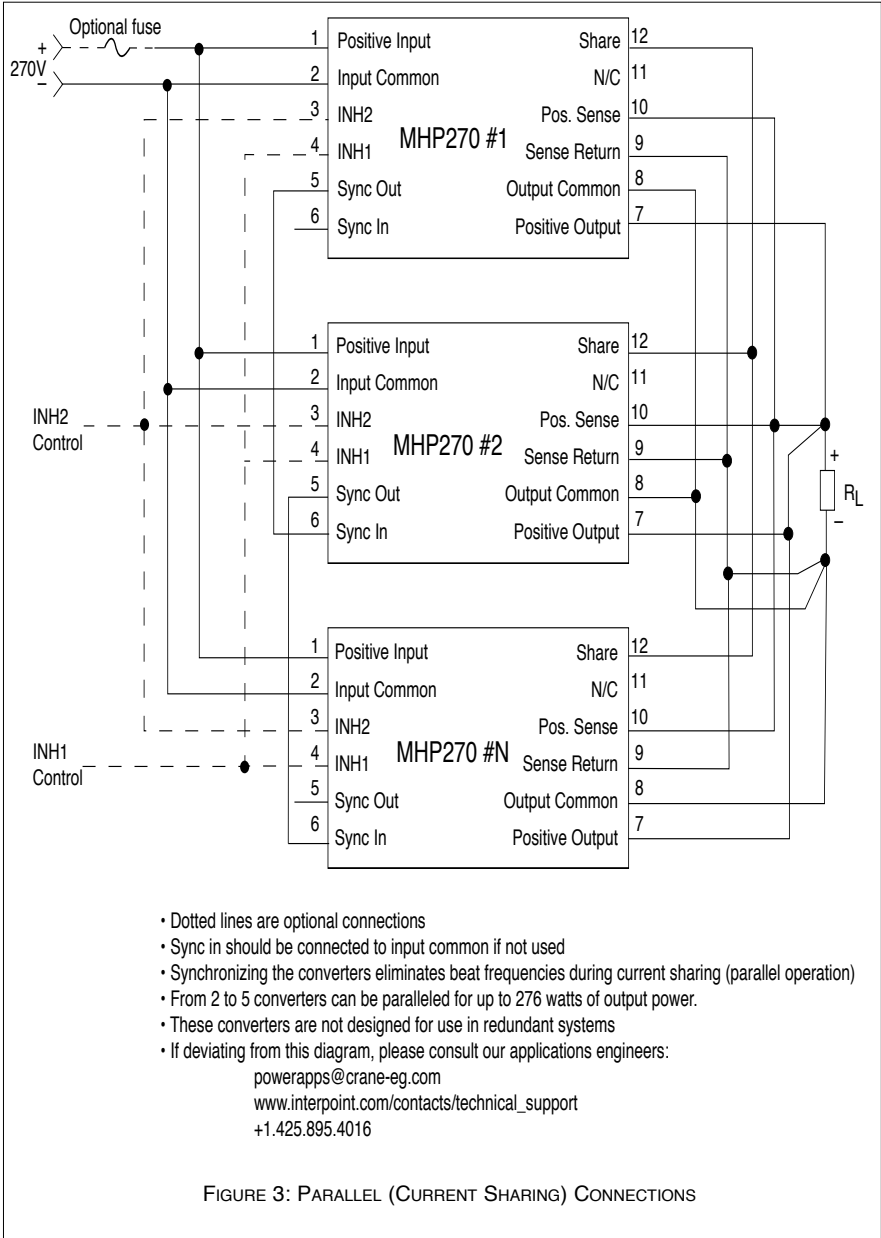 Optional fuse
+
270V
–
1 Positive Input Share 12
2 Input Common N/C 11
3 INH2 Pos. Sense 10
MHP270 #1
4 INH1 Sense Return 9
5 Sync Out Output Common 8
6 Sync In Positive Output 7
1 Positive Input Share 12
2 Input Common N/C 11
INH2
Control
3 INH2 Pos. Sense 10
MHP270 #2
4 INH1 Sense Return 9
5 Sync Out Output Common 8
6 Sync In Positive Output 7
+
RL
–
1 Positive Input Share 12
2 Input Common N/C 11
3 INH2 Pos. Sense 10
MHP270 #N
INH1
Control
4 INH1 Sense Return 9
5 Sync Out Output Common 8
6 Sync In Positive Output 7
• Dotted lines are optional connections
• Sync in should be connected to input common if not used
• Synchronizing the converters eliminates beat frequencies during current sharing (parallel operation)
• From 2 to 5 converters can be paralleled for up to 276 watts of output power.
• These converters are not designed for use in redundant systems
• If deviating from this diagram, please consult our applications engineers:
powerapps@crane-eg.com
www.interpoint.com/contacts/technical_support
+1.425.895.4016
FIGURE 3: PARALLEL (CURRENT SHARING) CONNECTIONS